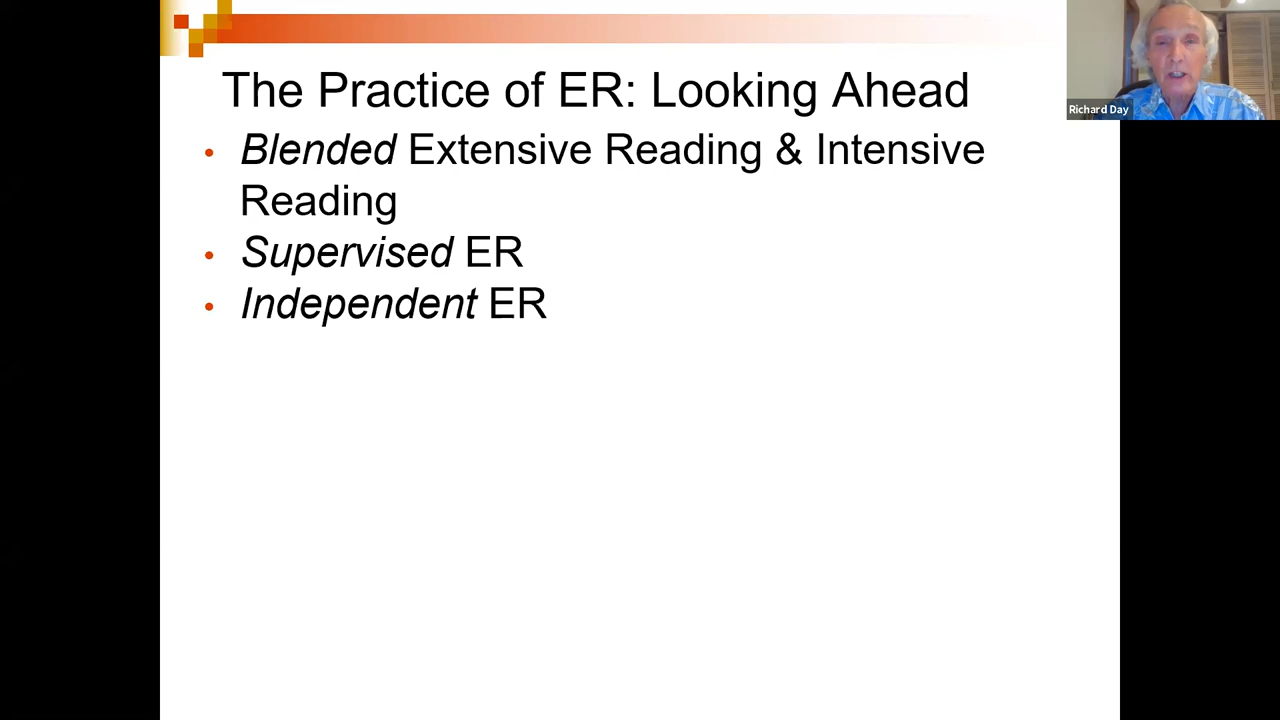 The Practice of ER: Looking Ahead
• Blended Extensive Reading & Intensive
Reading
• Supervised ER
• Independent ER
Richard Day